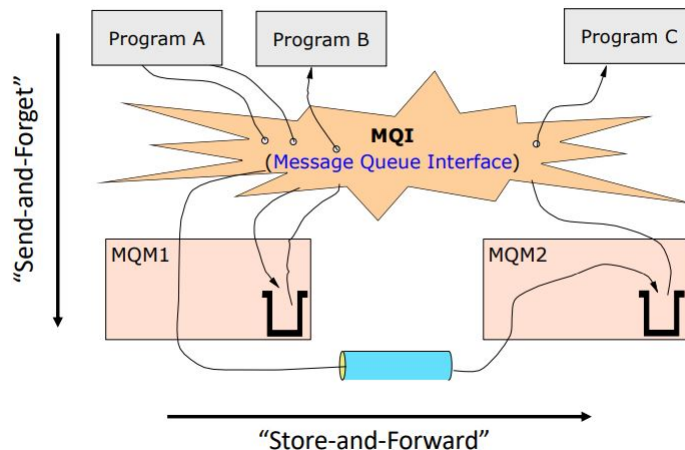 Program A
Program B
Program C
MQI
(Message Queue Interface)
“Send-and-Forget”
MQM1
MQM2
“Store-and-Forward”